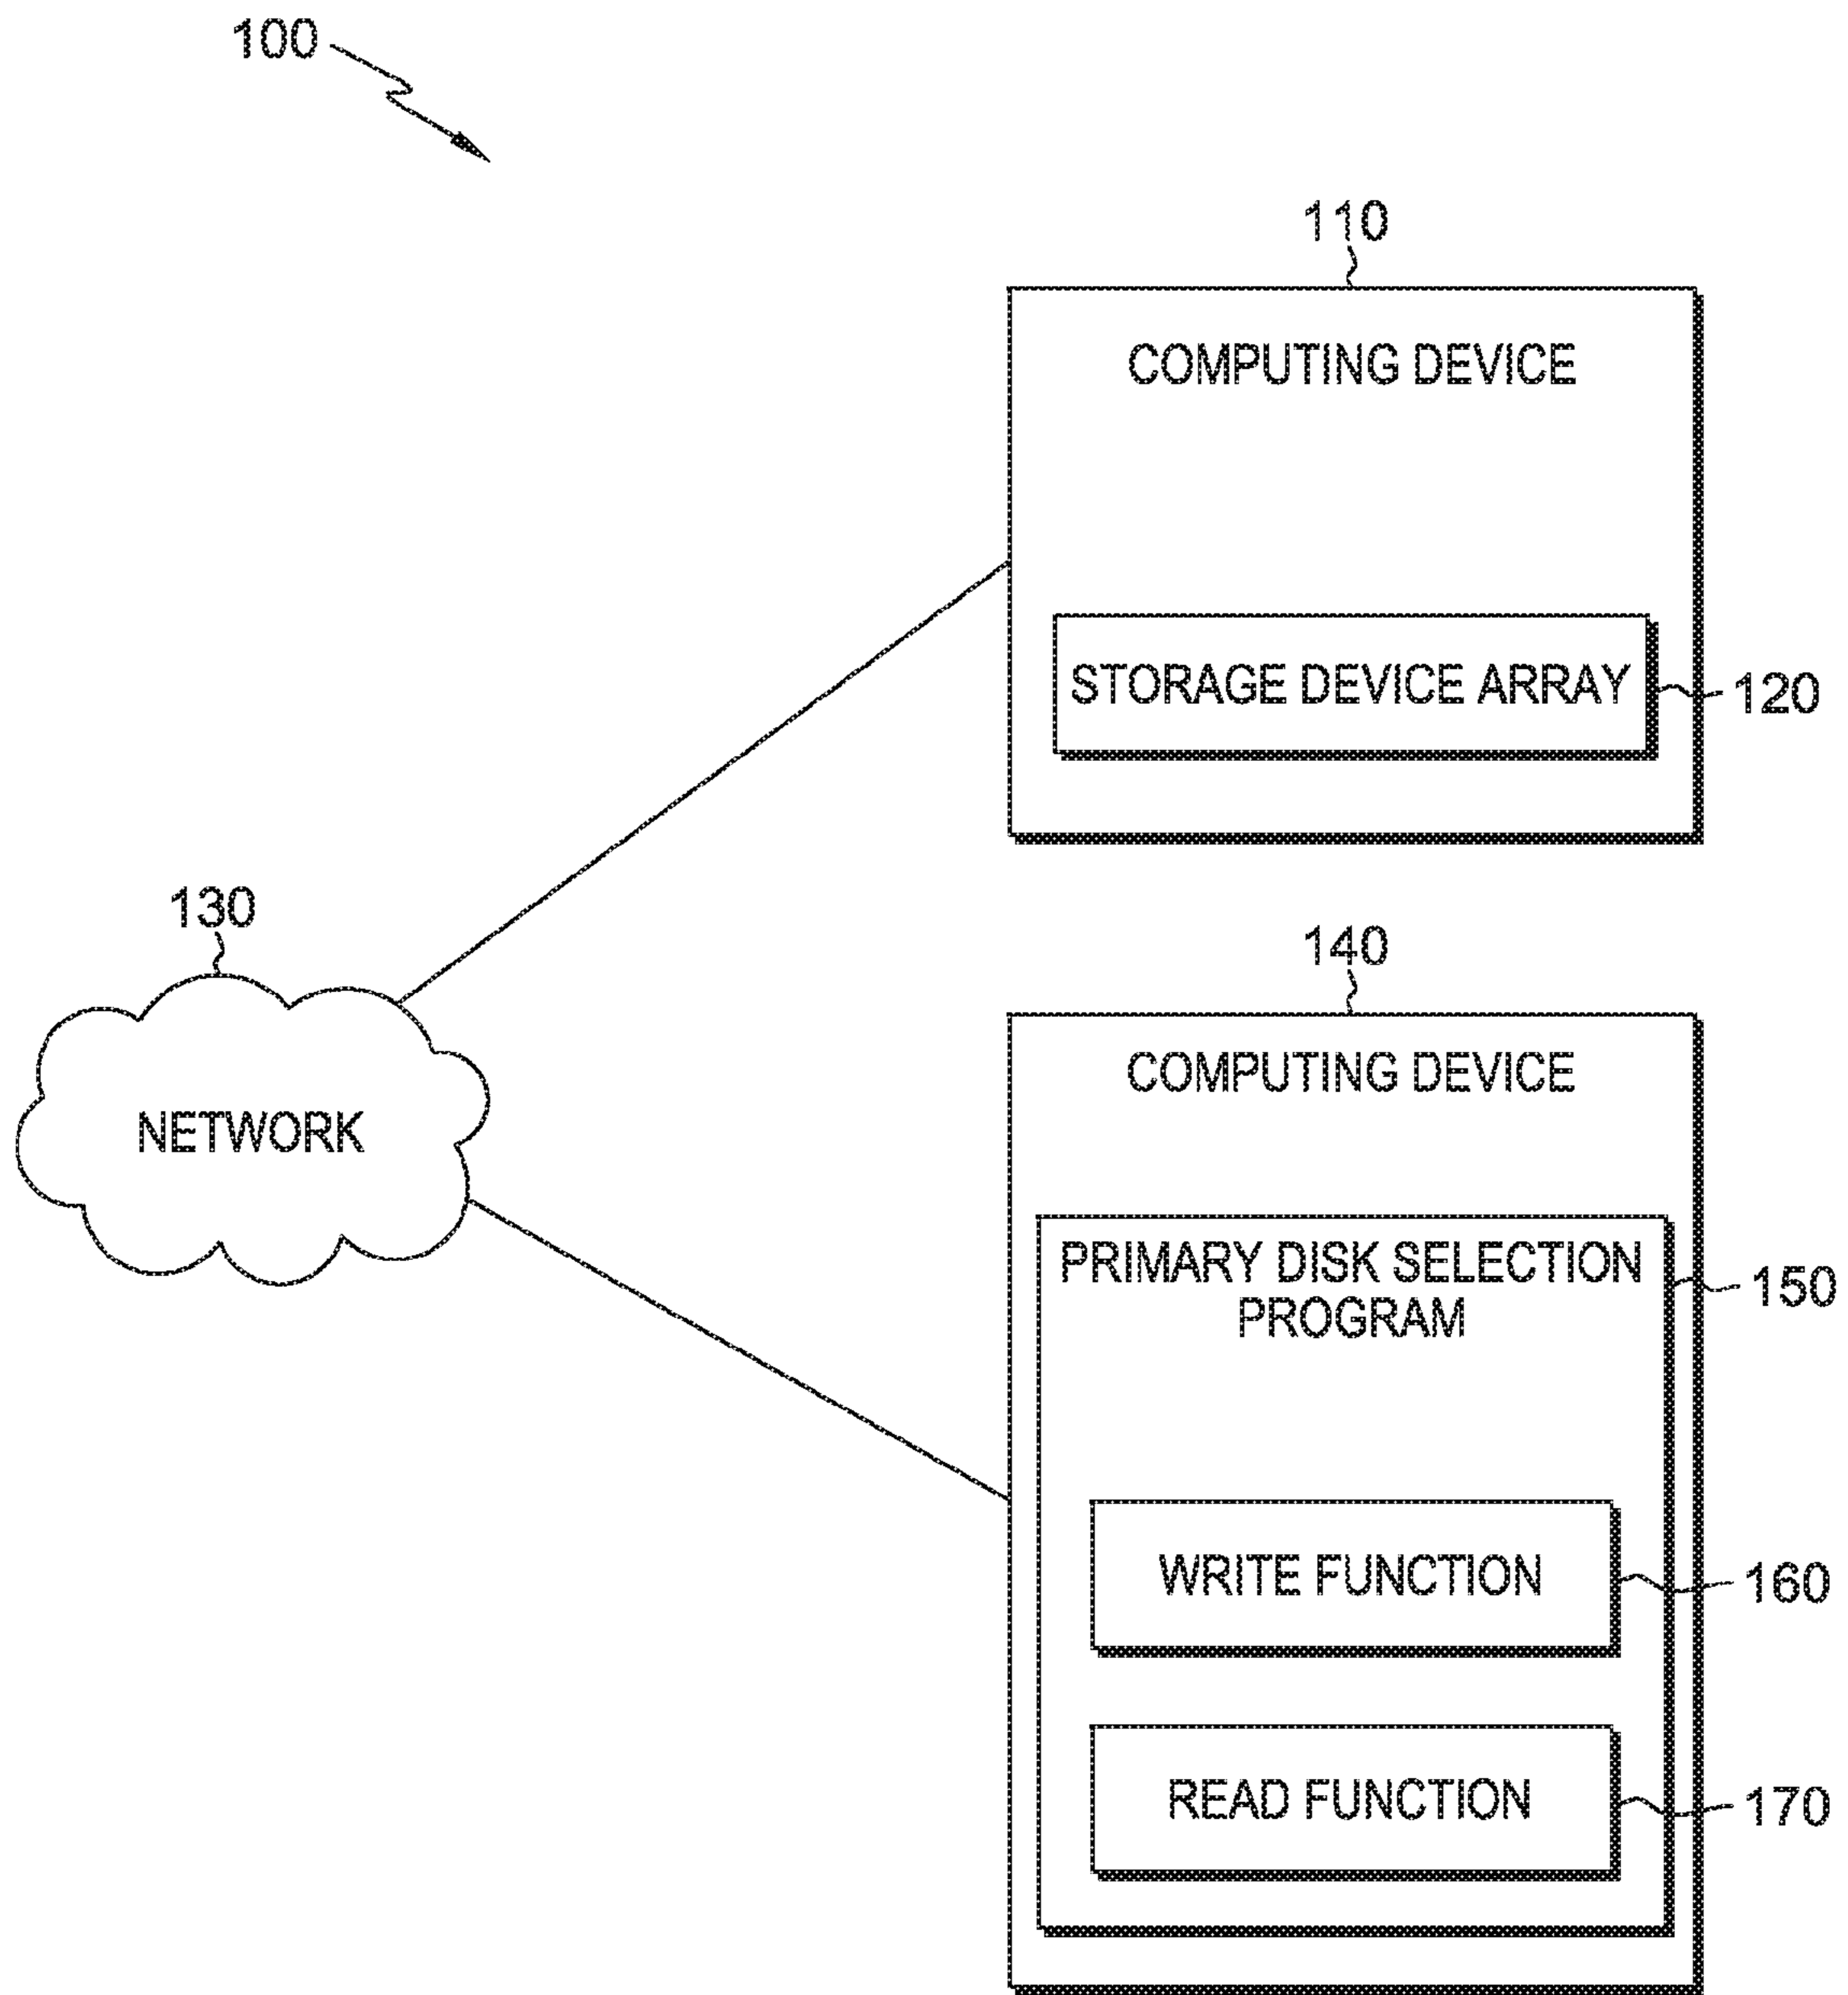 100
110
COMPUTING DEVICE
STORAGE DEVICE ARRAY
120
130
NETWORK
140
COMPUTING DEVICE
PRIMARY DISK SELECTION
PROGRAM
150
WRITE FUNCTION
160
READ FUNCTION
170